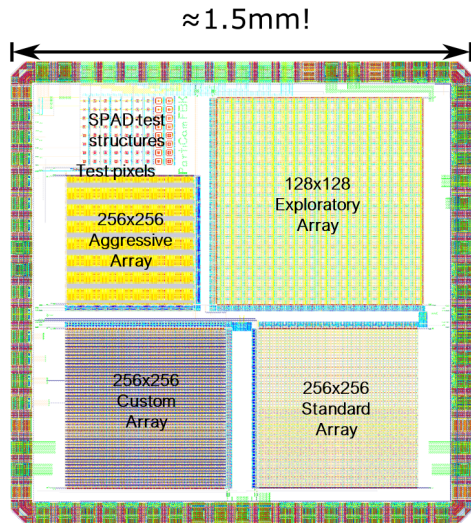 ≈1.5mm!
SPAD test
structures
Test pixels
128x128
Exploratory
Array
256x256
Aggressive
Array
256x256
Custom
Array
256x256
Standard
Array